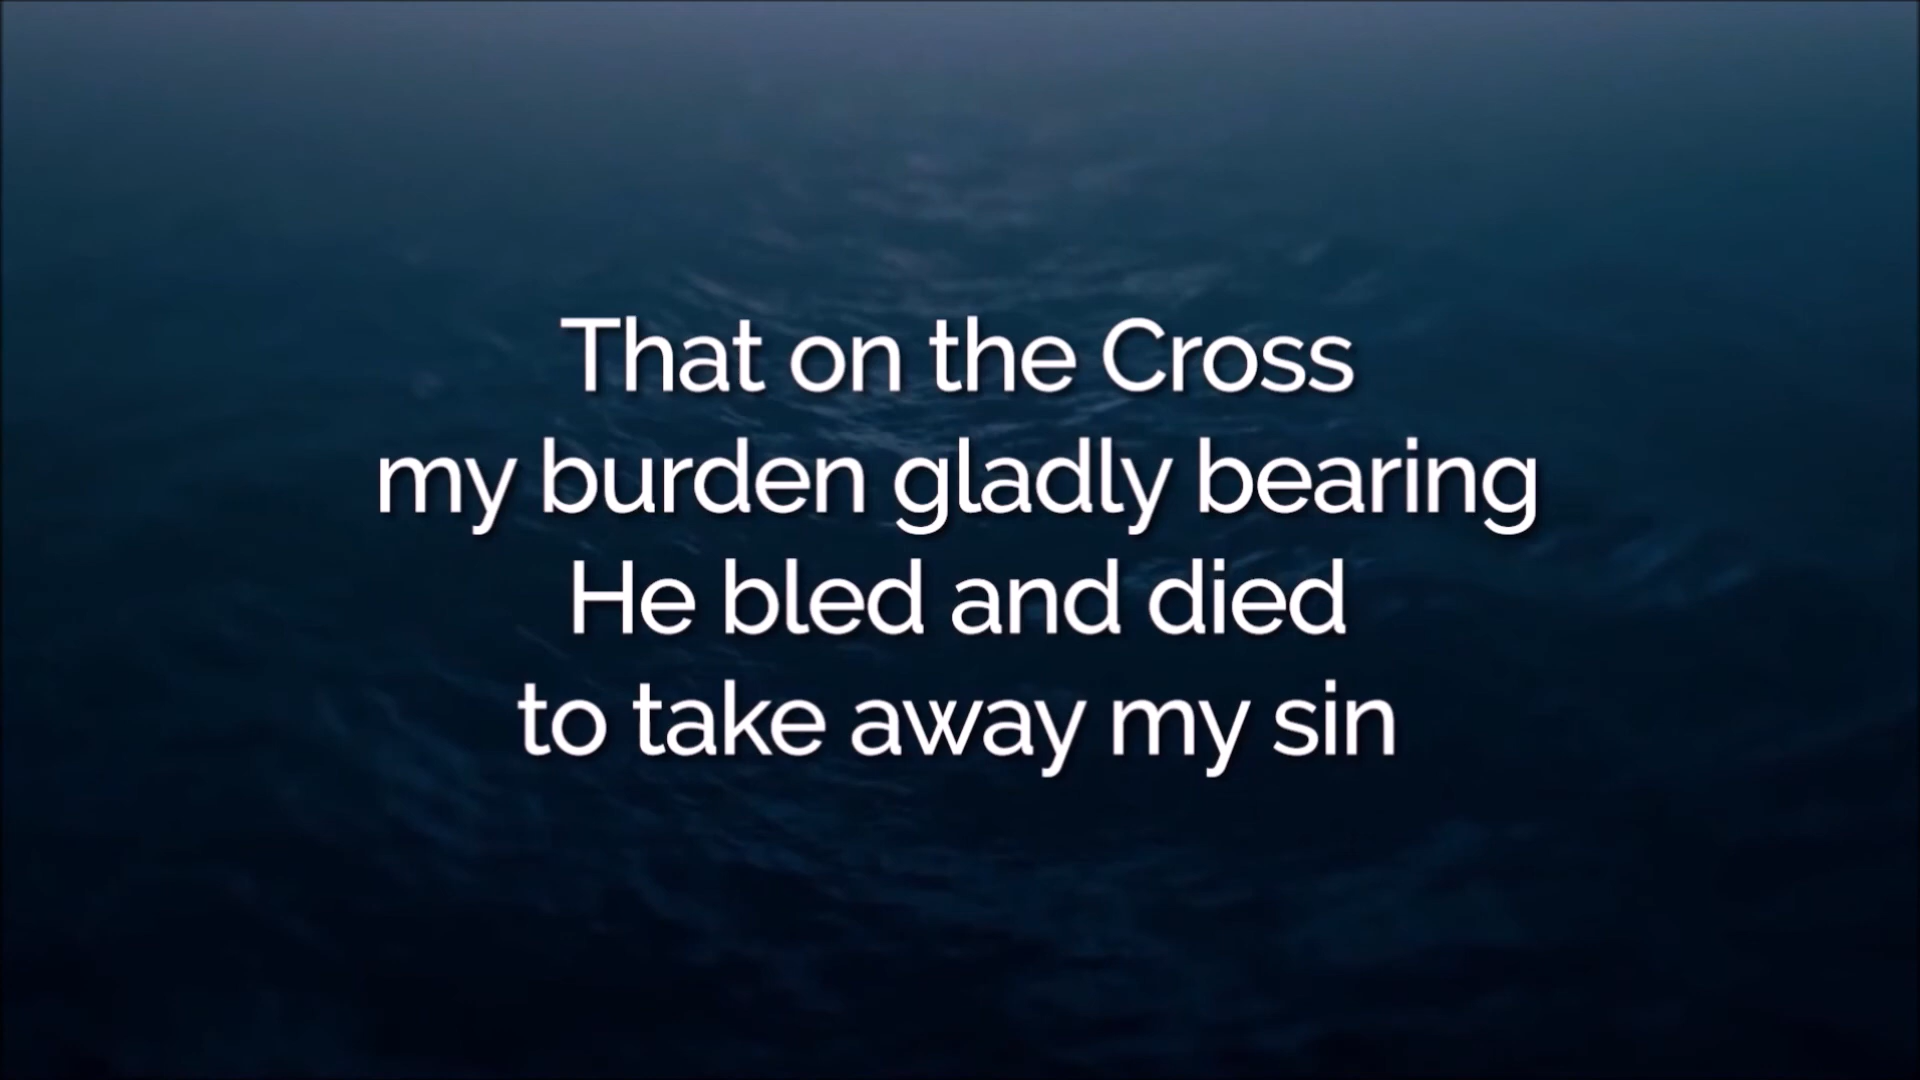 That on the Cross
my burden gladly bearing
He bled and died
to take away my sin